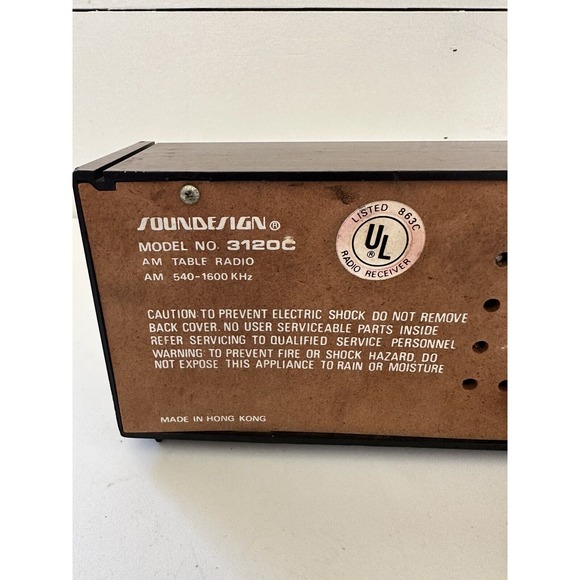 SOUNDESIGN®
MODEL NO. 3120C
AM TABLE RADIO
AM 540-1600 KHz
LISTED 863C
UL
RADIO RECEIVER
CAUTION: TO PREVENT ELECTRIC SHOCK DO NOT REMOVE
BACK COVER. NO USER SERVICEABLE PARTS INSIDE
REFER SERVICING TO QUALIFIED SERVICE PERSONNEL
WARNING: TO PREVENT FIRE OR SHOCK HAZARD, DO
NOT EXPOSE THIS APPLIANCE TO RAIN OR MOISTURE
MADE IN HONG KONG